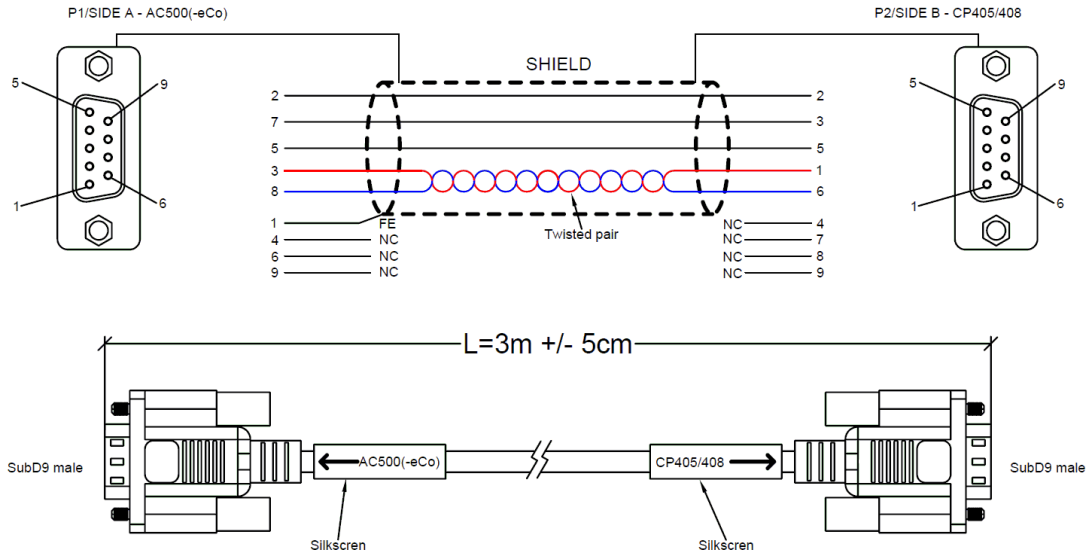 P1/SIDE A - AC500(-eCo)
P2/SIDE B - CP405/408
SHIELD
5
9
1
6
2
2
7
3
5
5
3
1
8
6
1
FE
NC
4
4
NC
NC
7
6
NC
NC
8
9
NC
NC
9
Twisted pair
5
9
1
6
L=3m +/- 5cm
SubD9 male
AC500(-eCo)
CP405/408
SubD9 male
Silkscren
Silkscren